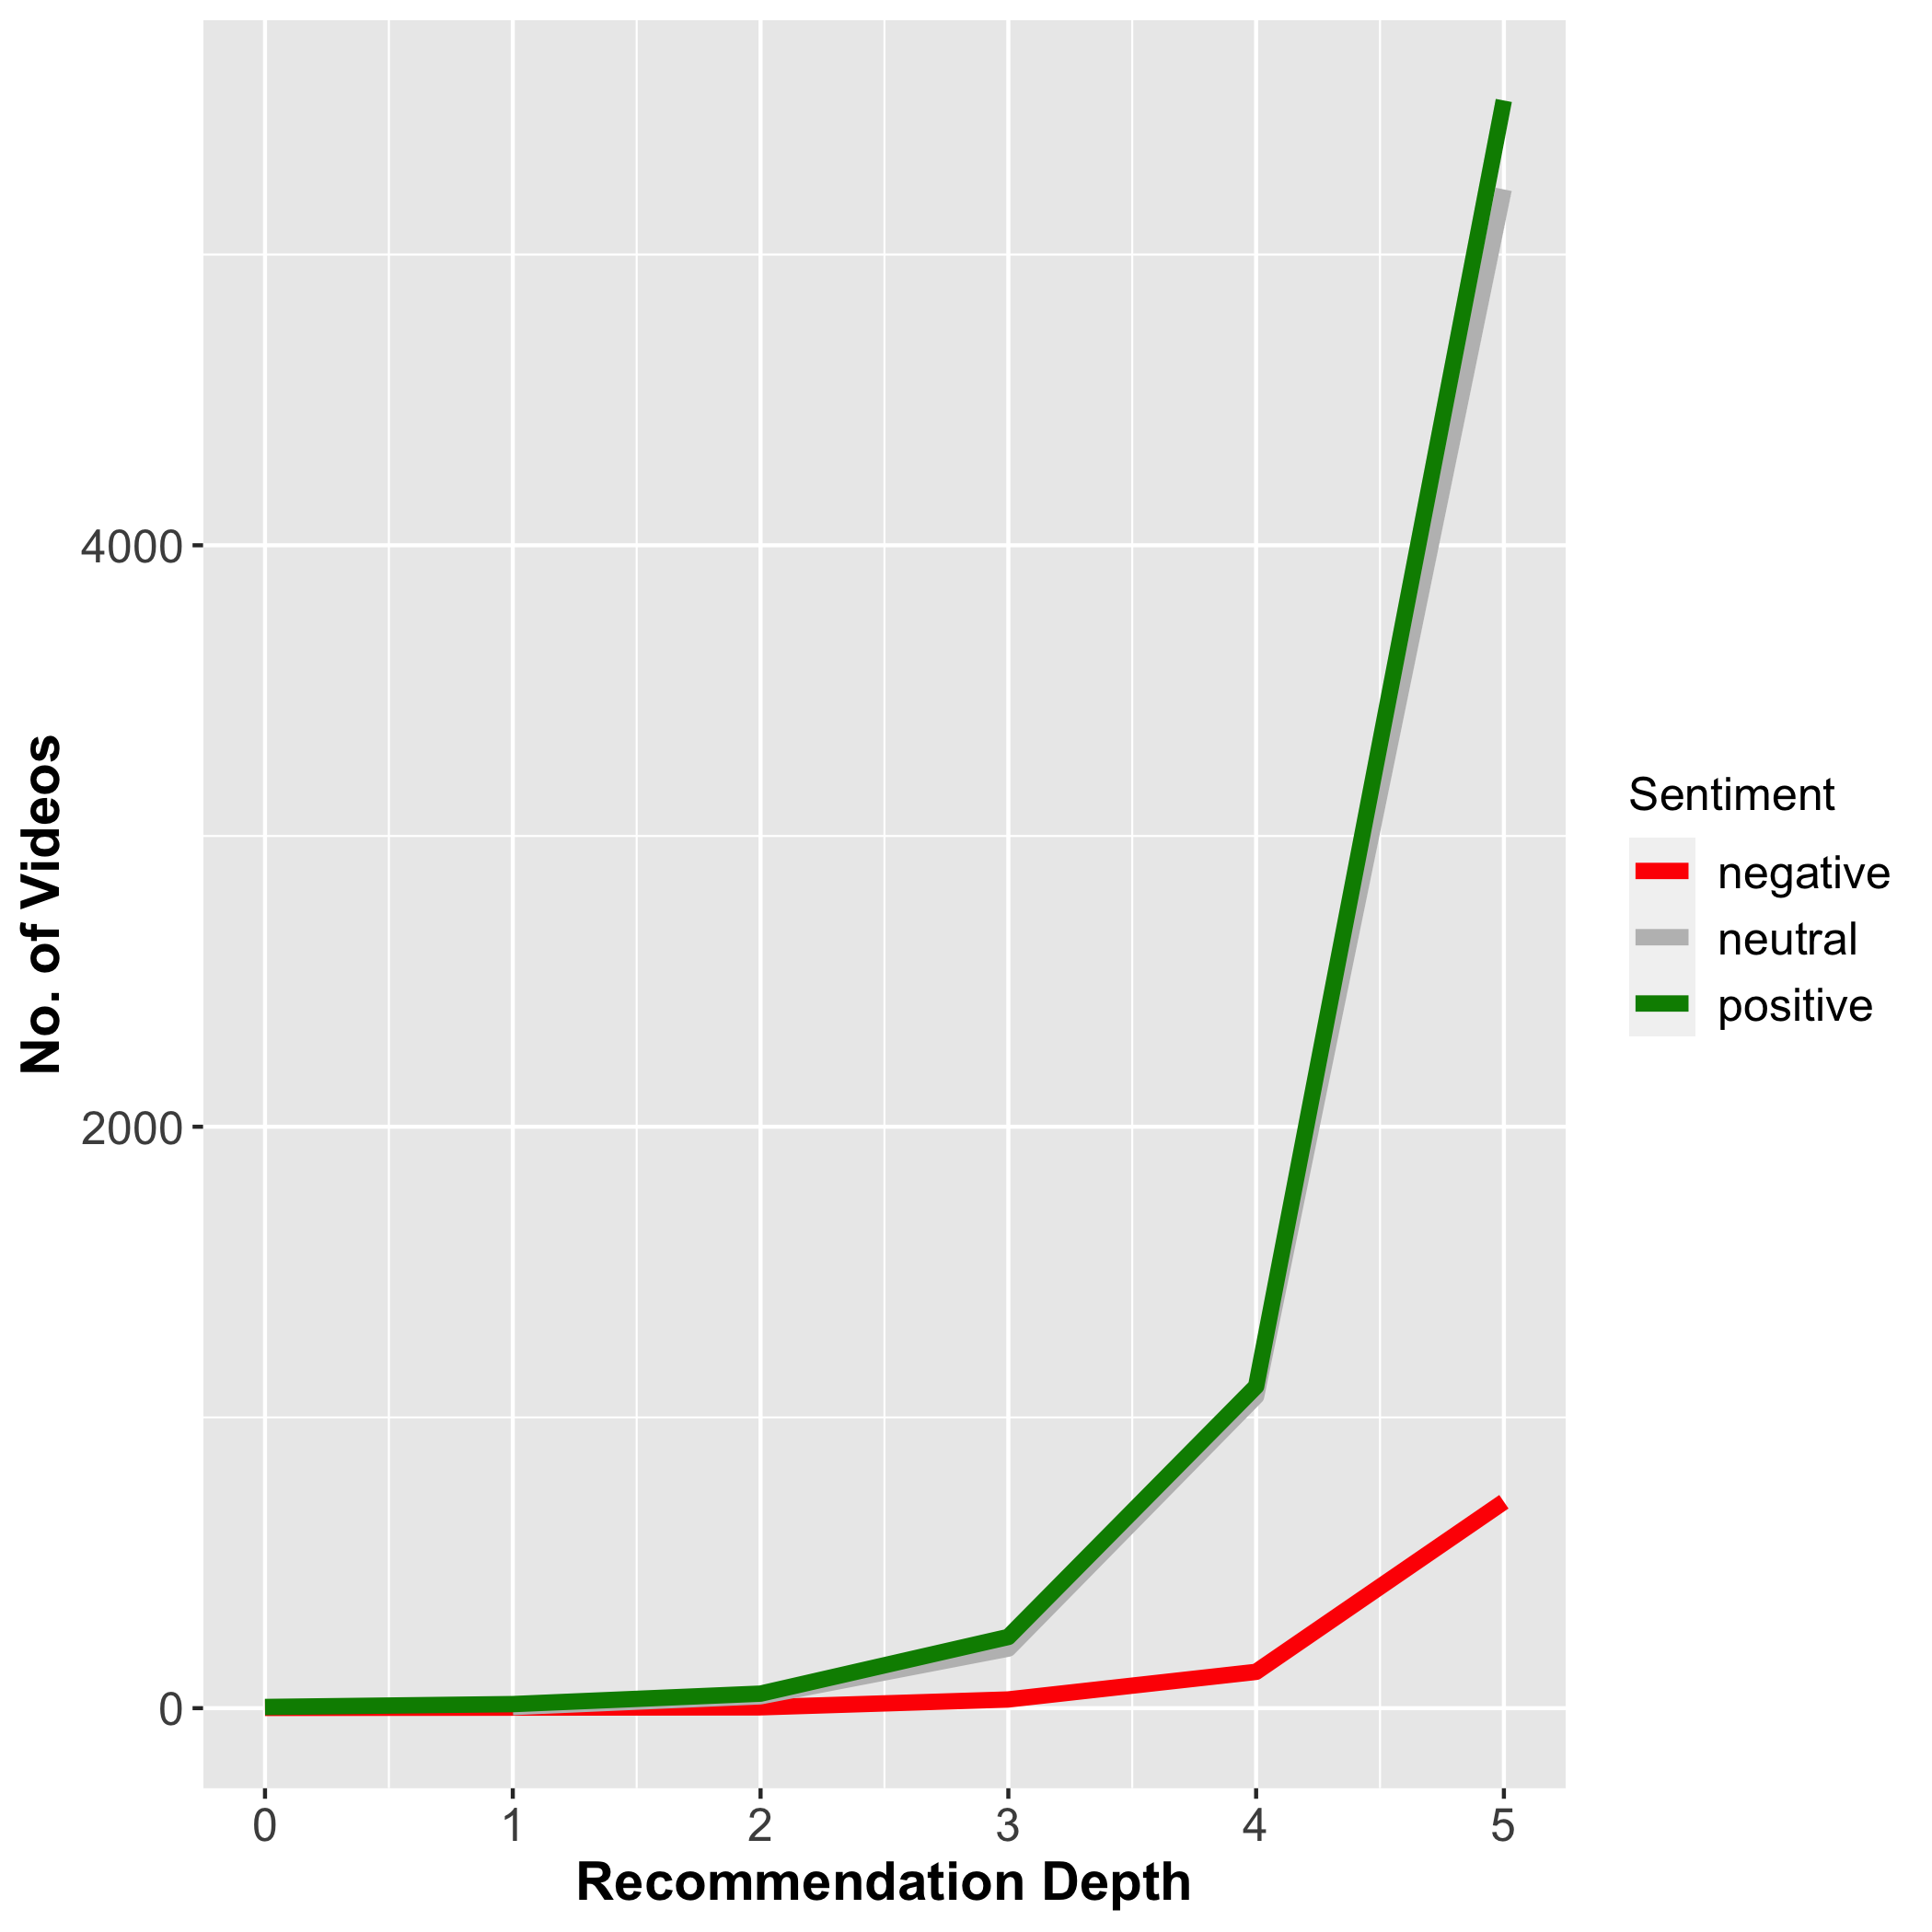 No. of Videos
4000
2000
0
0 1 2 3 4 5
Recommendation Depth
Sentiment
negative
neutral
positive